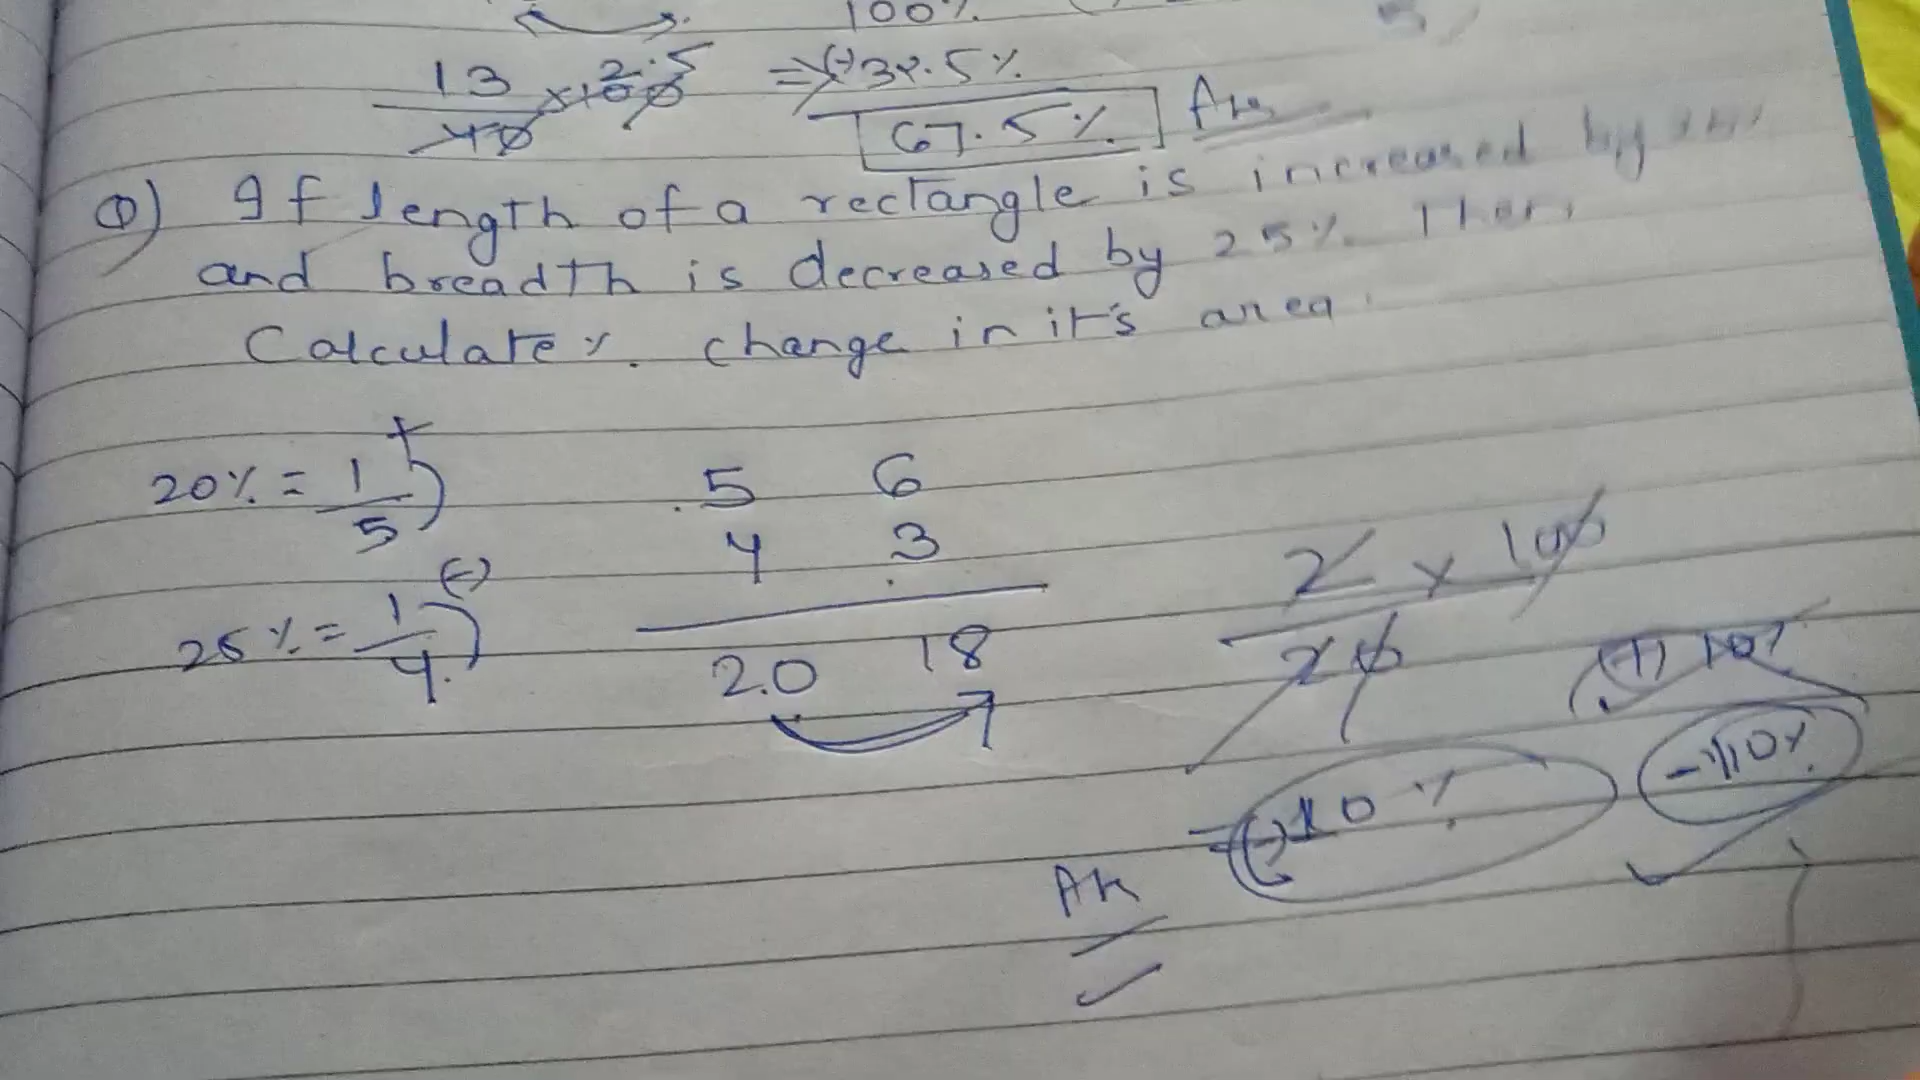 100%
13/40 × 100 2.5 => (-) 32.5%
67.5% Ans
Q) If length of a rectangle is increased by
and breadth is decreased by 25%. Then
Calculate %. change in it's area
20% = 1/5 +
5 6
4 3
25% = 1/4 (-)
20 18
2/20 × 100
(-) 10%
-10%
= (-) 10%
Ans